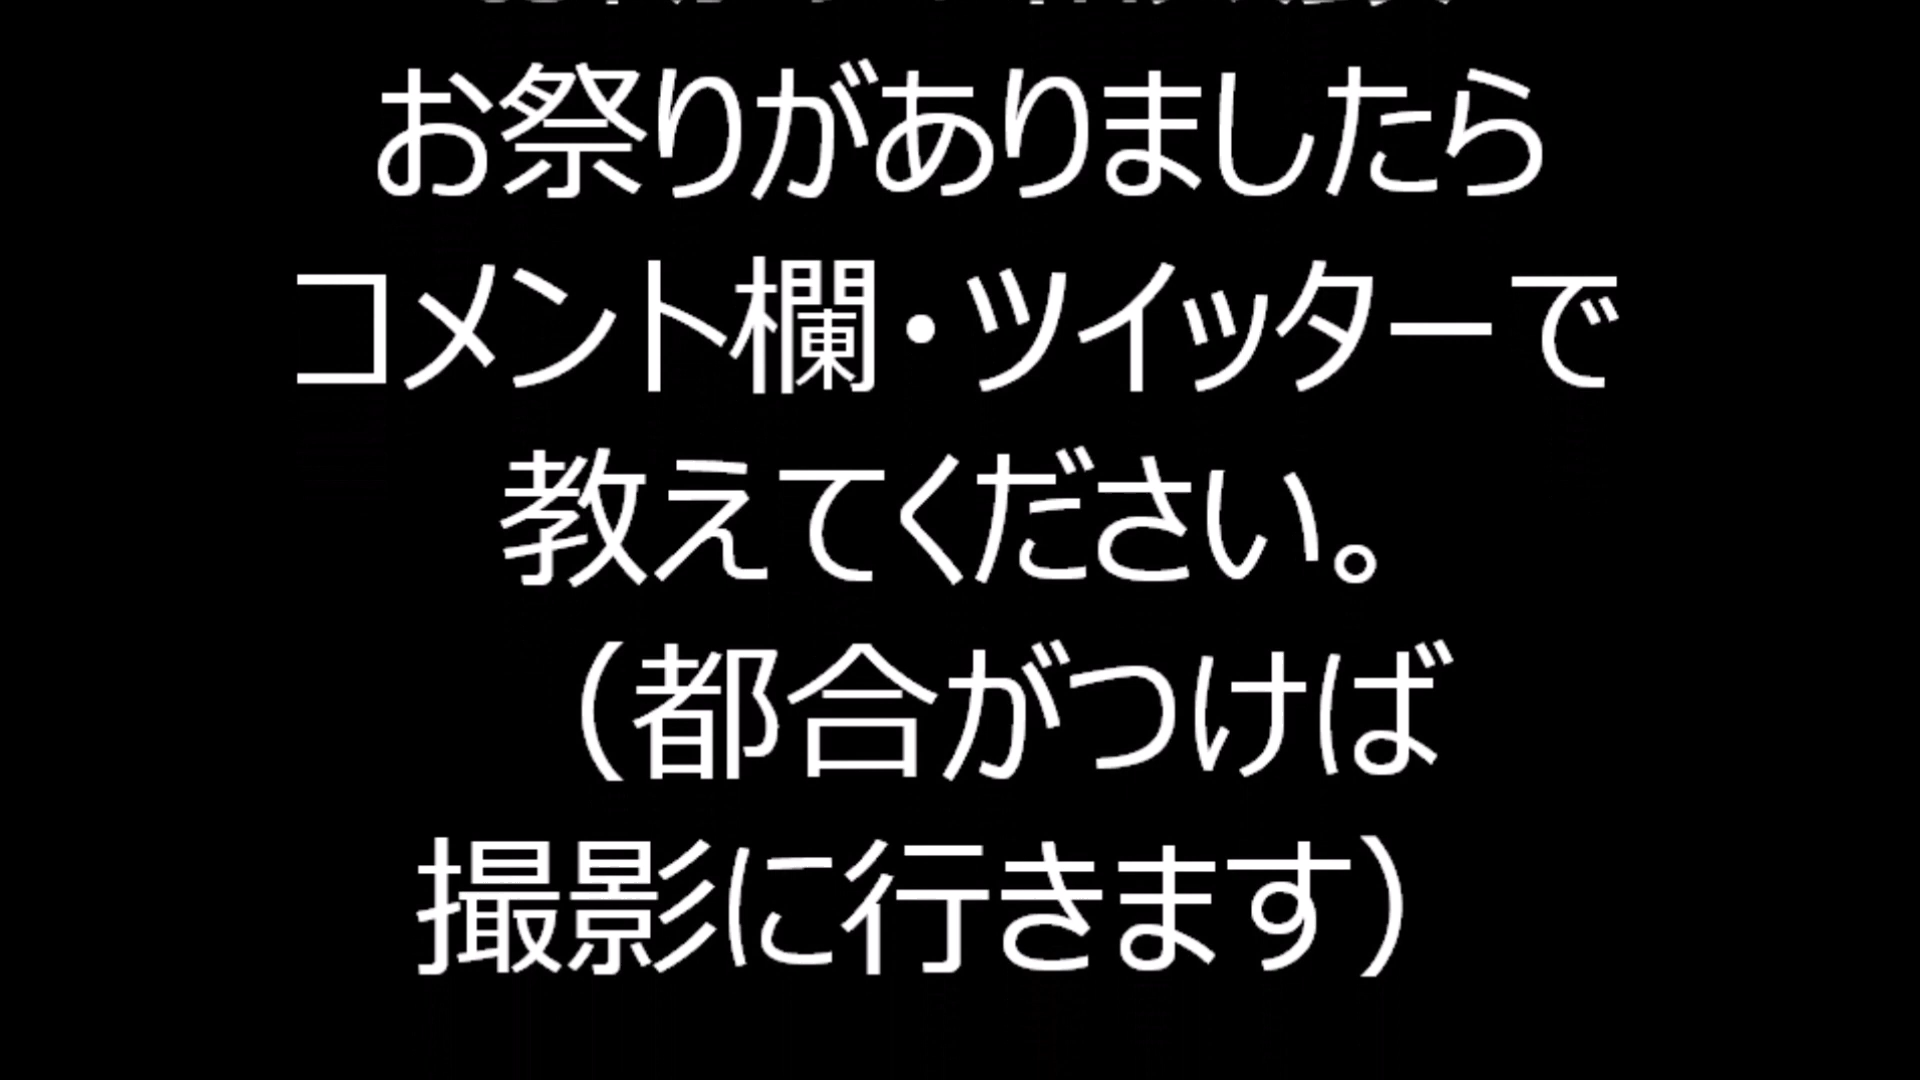 お祭りがありましたら
コメント欄・ツイッターで
教えてください。
（都合がつけば
撮影に行きます）